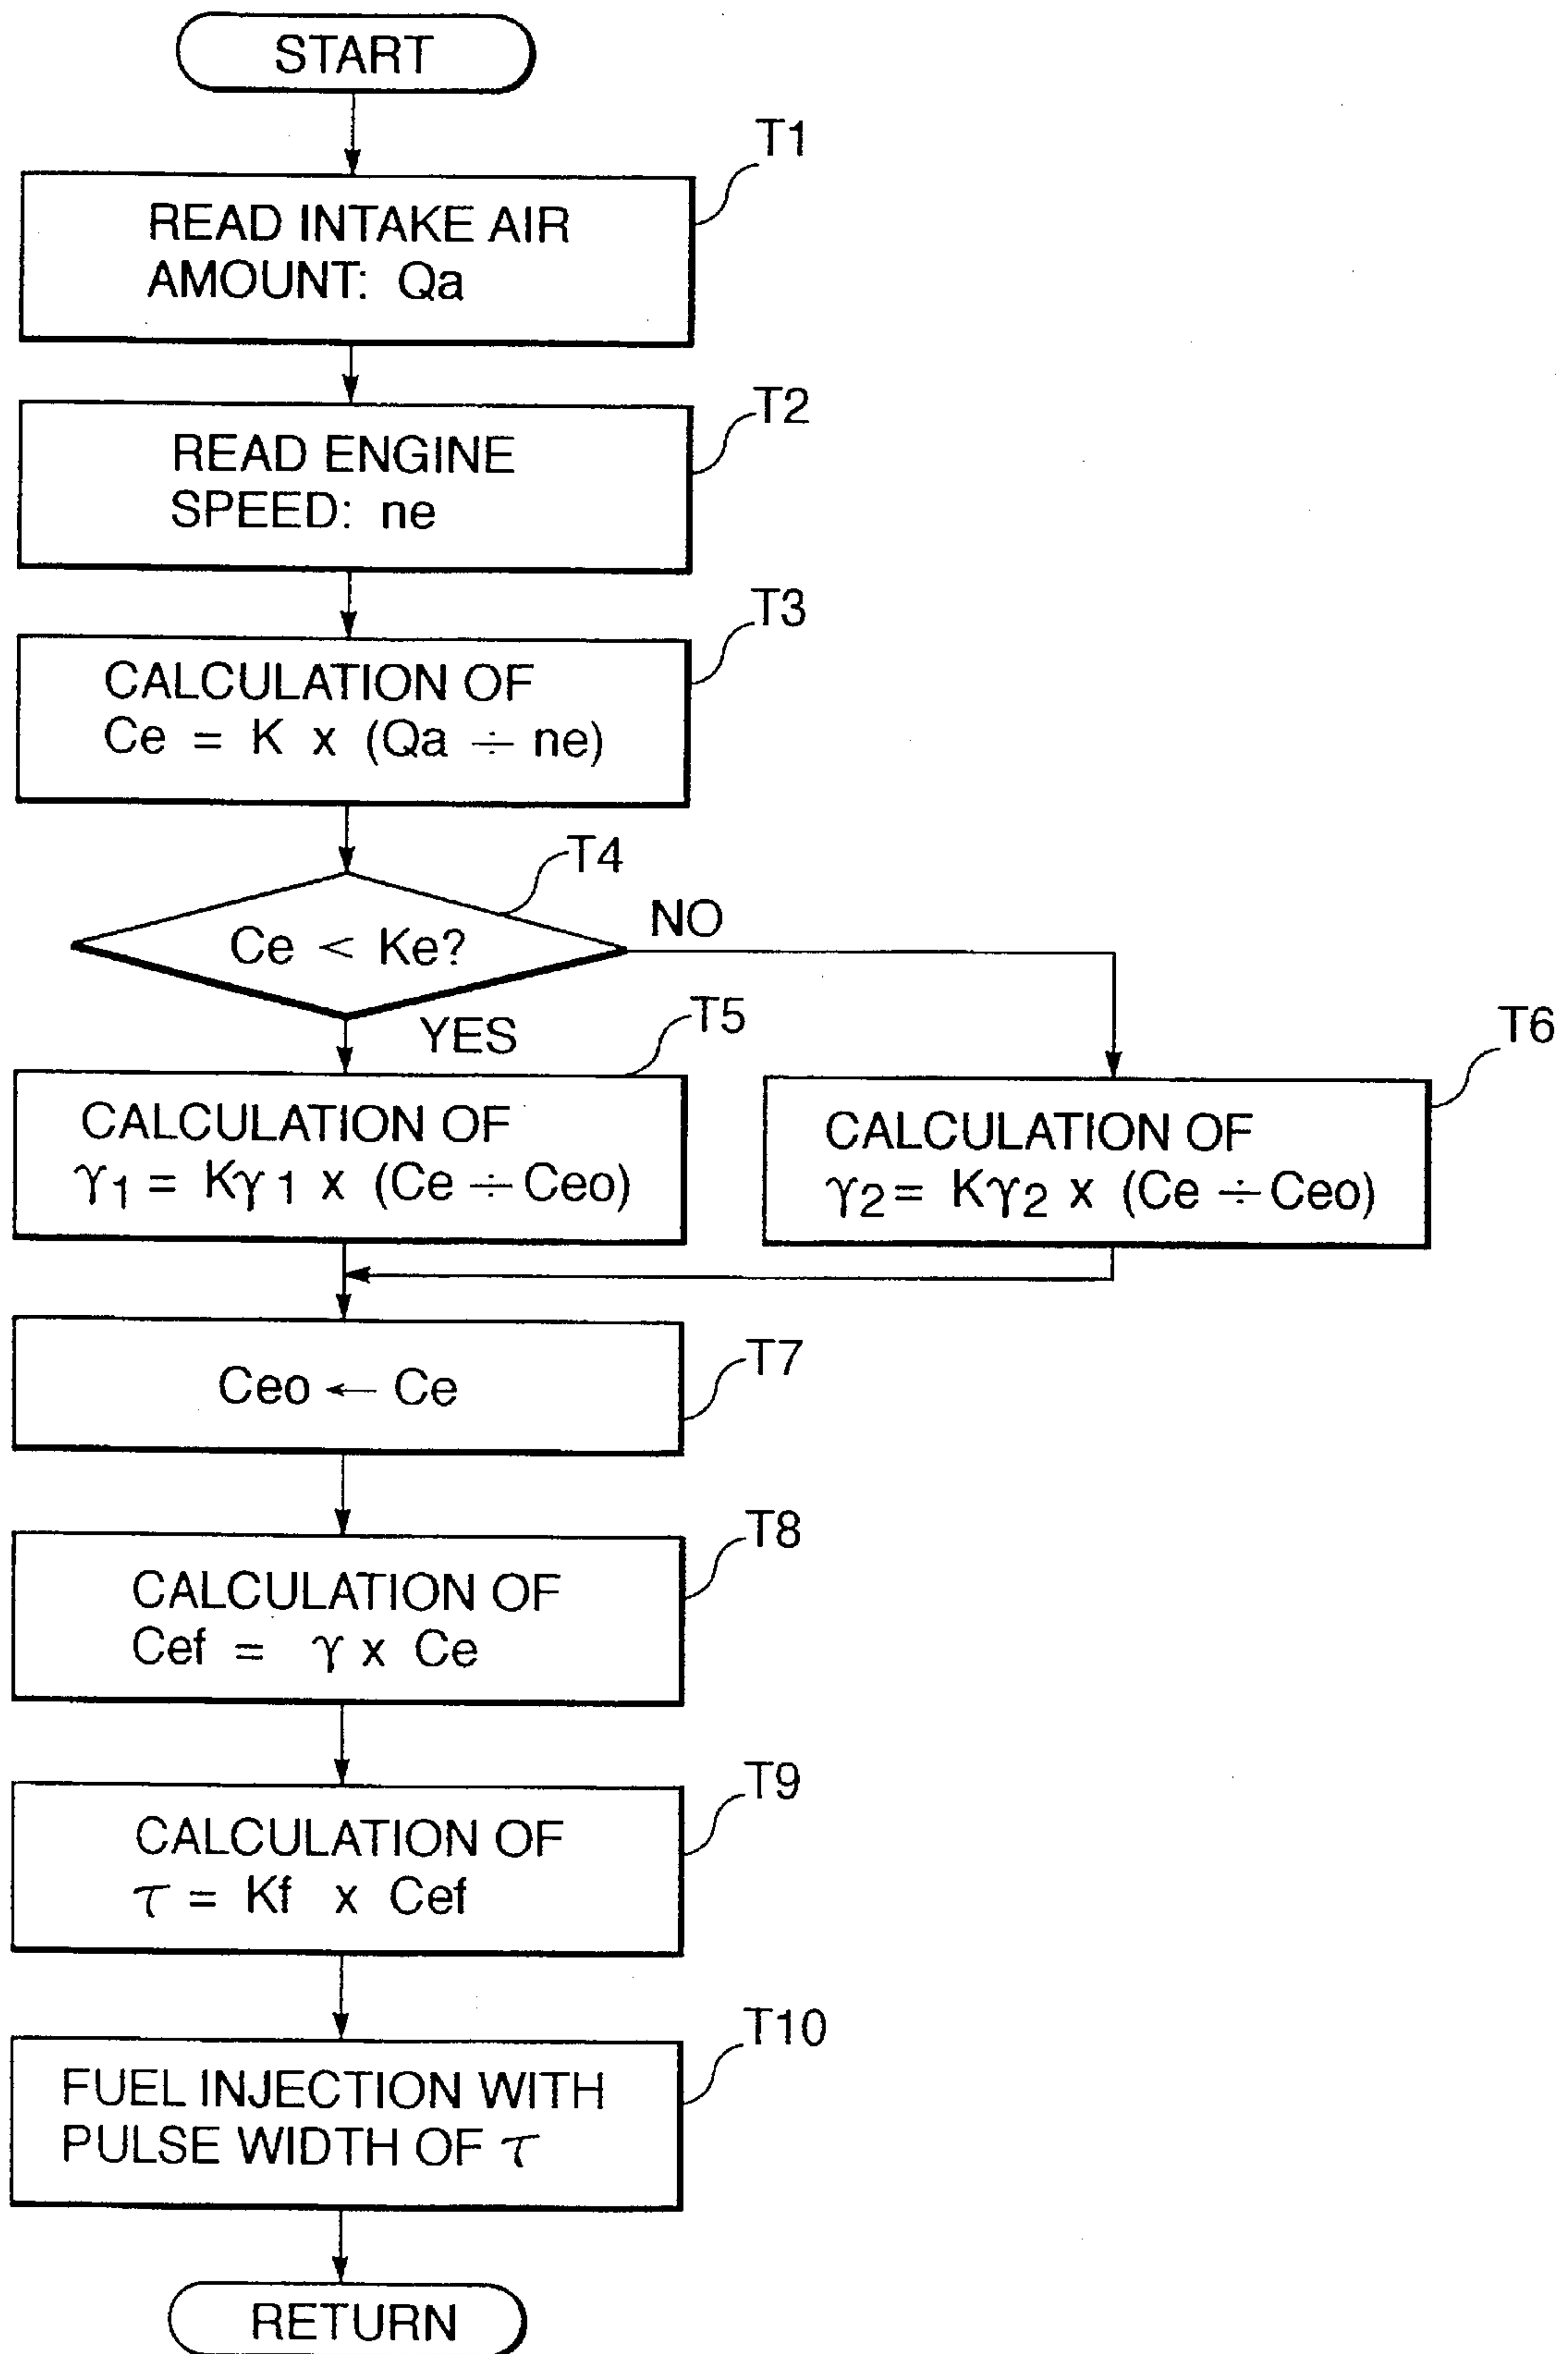 START
T1
READ INTAKE AIR
AMOUNT: Qa
T2
READ ENGINE
SPEED: ne
T3
CALCULATION OF
Ce = K x (Qa ÷ ne)
T4
Ce < Ke?
NO
YES
T5
CALCULATION OF
γ1 = Kγ1 x (Ce ÷ Ceo)
T6
CALCULATION OF
γ2 = Kγ2 x (Ce ÷ Ceo)
T7
Ceo ← Ce
T8
CALCULATION OF
Cef = γ x Ce
T9
CALCULATION OF
τ = Kf x Cef
T10
FUEL INJECTION WITH
PULSE WIDTH OF τ
RETURN